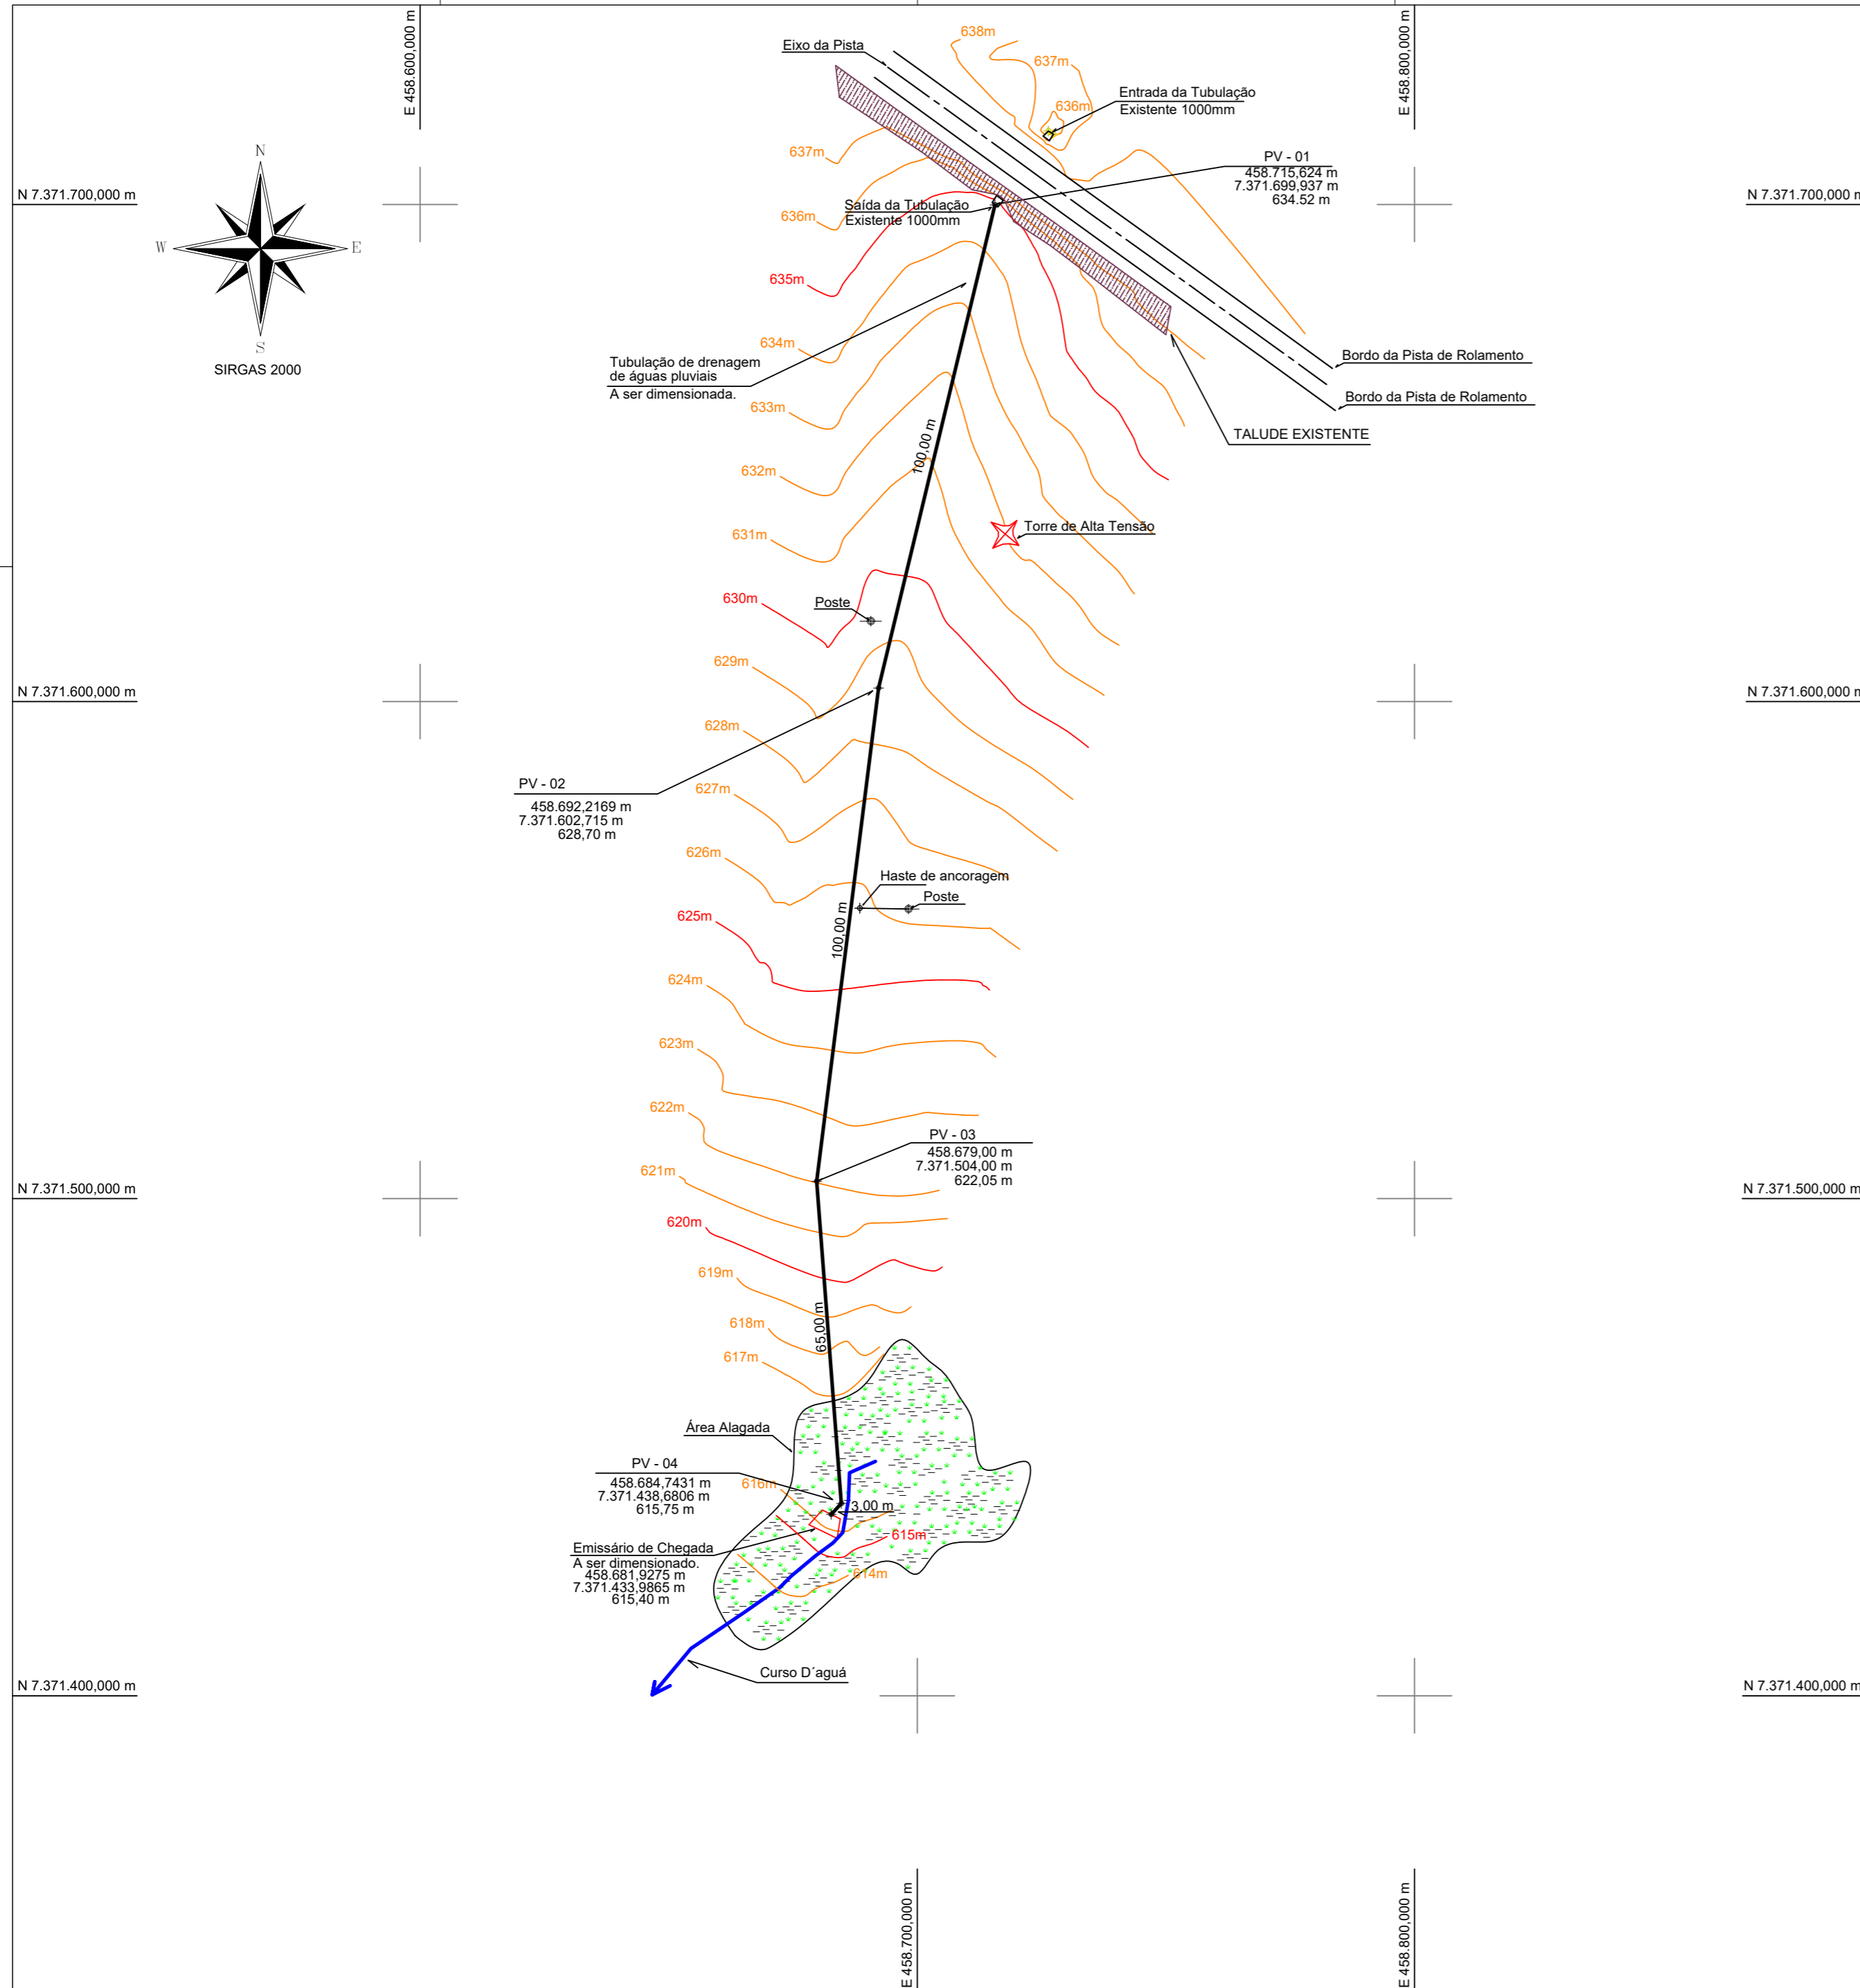 E 458.600,000 m
E 458.800,000 m
638m
Eixo da Pista
637m
Entrada da Tubulação
Existente 1000mm
636m
637m
PV - 01
458.715,624 m
7.371.699,937 m
634.52 m
N
W
E
S
SIRGAS 2000
N 7.371.700,000 m
N 7.371.700,000 m
Saída da Tubulação
Existente 1000mm
636m
635m
634m
Tubulação de drenagem
de águas pluviais
A ser dimensionada.
Bordo da Pista de Rolamento
Bordo da Pista de Rolamento
TALUDE EXISTENTE
633m
100,00 m
632m
Torre de Alta Tensão
631m
630m
Poste
629m
N 7.371.600,000 m
N 7.371.600,000 m
628m
PV - 02
458.692,2169 m
7.371.602,715 m
628,70 m
627m
626m
Haste de ancoragem
Poste
625m
100,00 m
624m
623m
622m
PV - 03
458.679,00 m
7.371.504,00 m
622,05 m
621m
N 7.371.500,000 m
N 7.371.500,000 m
620m
619m
618m
65,00 m
617m
Área Alagada
PV - 04
458.684,7431 m
7.371.438,6806 m
615,75 m
616m
3,00 m
615m
Emissário de Chegada
A ser dimensionado.
458.681,9275 m
7.371.433,9865 m
615,40 m
614m
Curso D´aguá
N 7.371.400,000 m
N 7.371.400,000 m
E 458.700,000 m
E 458.800,000 m